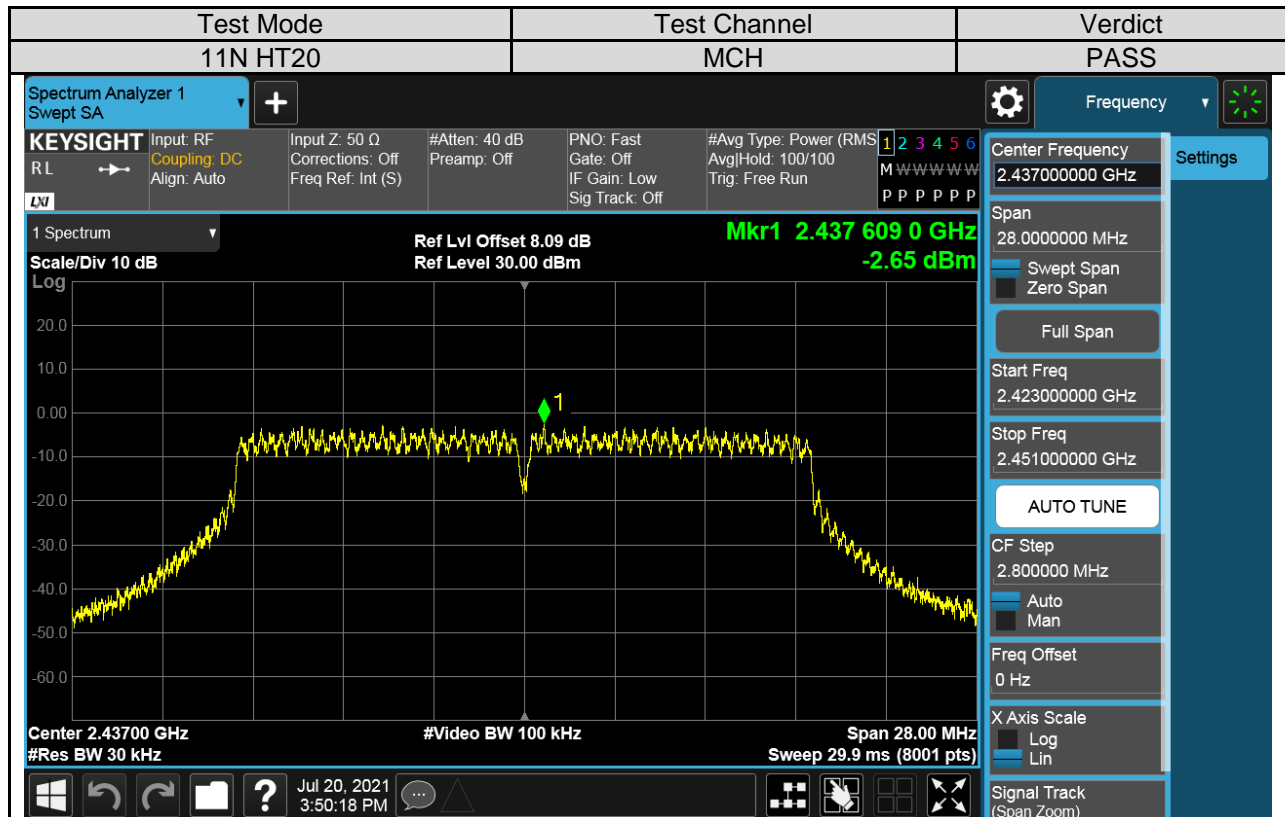 Test Mode Test Channel Verdict
11N HT20 MCH PASS
Spectrum Analyzer 1
Swept SA
+
Frequency
KEYSIGHT Input: RF Input Z: 50 Ω #Atten: 40 dB PNO: Fast #Avg Type: Power (RMS 1 2 3 4 5 6
R L Coupling: DC Corrections: Off Preamp: Off Gate: Off Avg|Hold: 100/100 M W W W W W
Align: Auto Freq Ref: Int (S) IF Gain: Low Trig: Free Run
LXI Sig Track: Off P P P P P P
Center Frequency
2.437000000 GHz
Settings
1 Spectrum
Ref Lvl Offset 8.09 dB
Mkr1 2.437 609 0 GHz
Scale/Div 10 dB
Ref Level 30.00 dBm
-2.65 dBm
Log
20.0
10.0
0.00
-10.0
-20.0
-30.0
-40.0
-50.0
-60.0
1
Center 2.43700 GHz #Video BW 100 kHz Span 28.00 MHz
#Res BW 30 kHz Sweep 29.9 ms (8001 pts)
Span
28.0000000 MHz
Swept Span
Zero Span
Full Span
Start Freq
2.423000000 GHz
Stop Freq
2.451000000 GHz
AUTO TUNE
CF Step
2.800000 MHz
Auto
Man
Freq Offset
0 Hz
X Axis Scale
Log
Lin
Signal Track
(Span Zoom)
?
Jul 20, 2021
3:50:18 PM